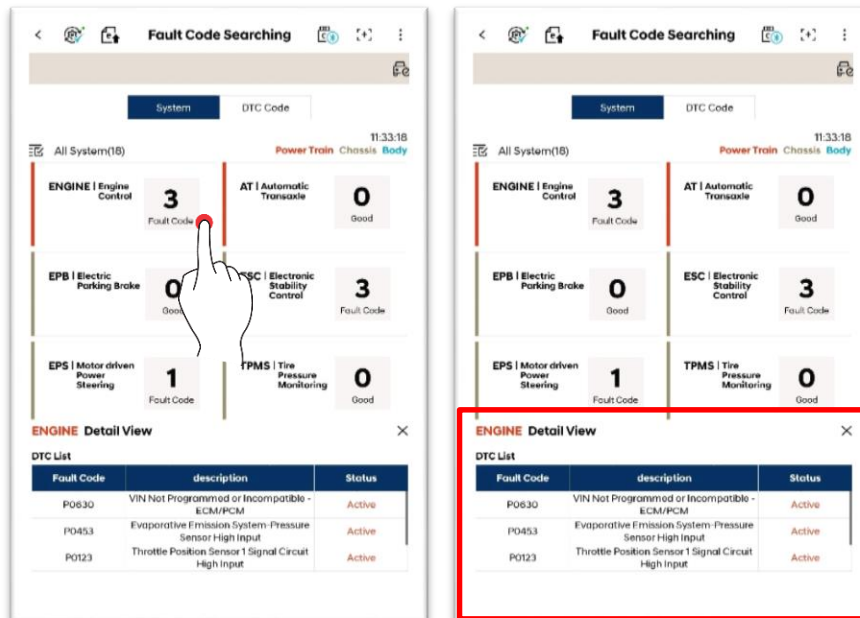 Fault Code Searching
System
DTC Code
11:33:18
All System(18)
Power Train Chassis Body
ENGINE | Engine Control
3
Fault Code
AT | Automatic Transaxle
0
Good
EPB | Electric Parking Brake
0
Good
ESC | Electronic Stability Control
3
Fault Code
EPS | Motor driven Power Steering
1
Fault Code
TPMS | Tire Pressure Monitoring
0
Good
ENGINE Detail View
DTC List
Fault Code description Status
P0630 VIN Not Programmed or Incompatible - ECM/PCM Active
P0453 Evaporative Emission System-Pressure Sensor High Input Active
P0123 Throttle Position Sensor 1 Signal Circuit High Input Active
Fault Code Searching
System
DTC Code
11:33:18
All System(18)
Power Train Chassis Body
ENGINE | Engine Control
3
Fault Code
AT | Automatic Transaxle
0
Good
EPB | Electric Parking Brake
0
Good
ESC | Electronic Stability Control
3
Fault Code
EPS | Motor driven Power Steering
1
Fault Code
TPMS | Tire Pressure Monitoring
0
Good
ENGINE Detail View
DTC List
Fault Code description Status
P0630 VIN Not Programmed or Incompatible - ECM/PCM Active
P0453 Evaporative Emission System-Pressure Sensor High Input Active
P0123 Throttle Position Sensor 1 Signal Circuit High Input Active